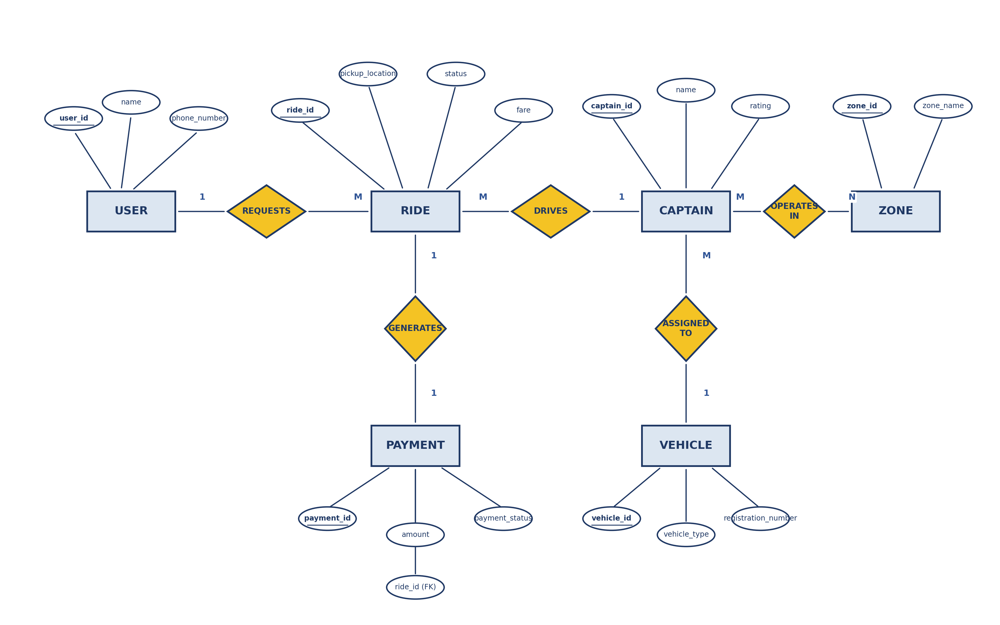 pickup_location
status
name
name
user_id
phone_number
ride_id
fare
captain_id
rating
zone_id
zone_name
1
M
M
1
M
N
USER
REQUESTS
RIDE
DRIVES
CAPTAIN
OPERATES
IN
ZONE
1
M
GENERATES
ASSIGNED
TO
1
1
PAYMENT
VEHICLE
payment_id
payment_status
vehicle_id
registration_number
amount
vehicle_type
ride_id (FK)